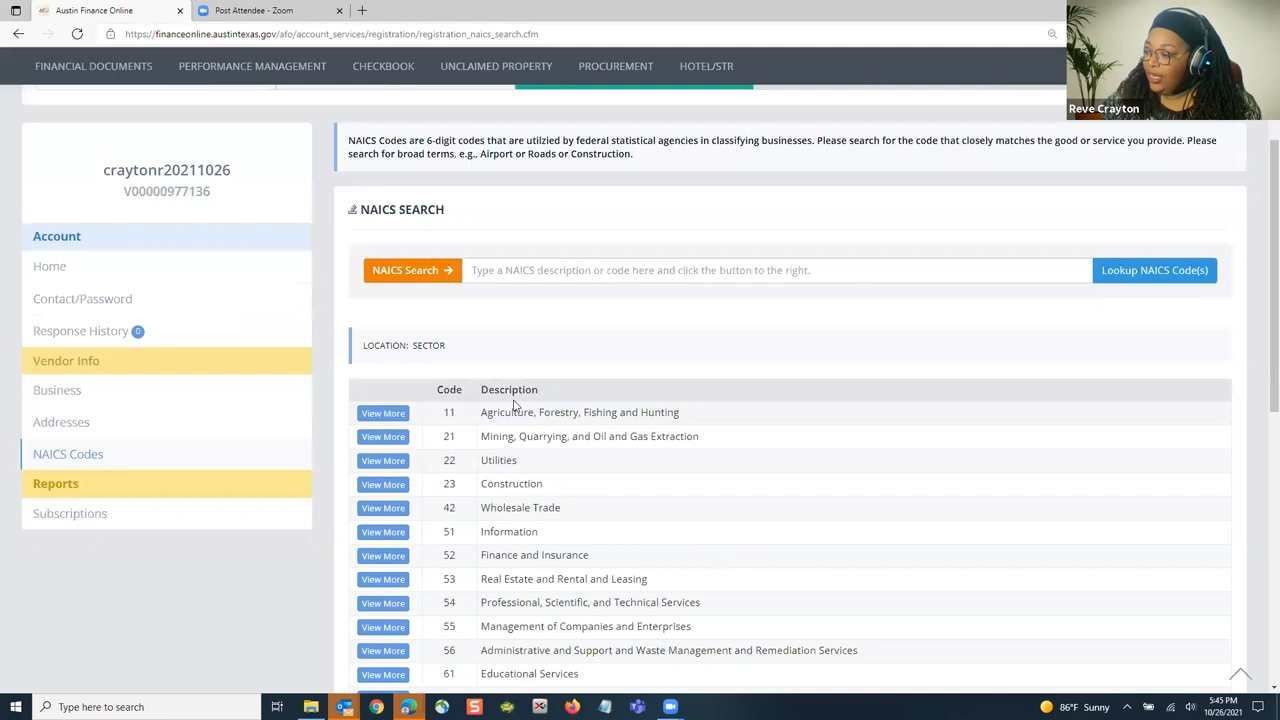 Austin Finance Online
Post Attendee - Zoom
https://financeonline.austintexas.gov/afo/account_services/registration/registration_naics_search.cfm
FINANCIAL DOCUMENTS PERFORMANCE MANAGEMENT CHECKBOOK UNCLAIMED PROPERTY PROCUREMENT HOTEL/STR
Reve Crayton
craytonr20211026
V00000977136
Account
Home
Contact/Password
Response History 0
Vendor Info
Business
Addresses
NAICS Codes
Reports
Subscriptions
NAICS Codes are 6-digit codes that are utilzied by federal statistical agencies in classifying businesses. Please search for the code that closely matches the good or service you provide. Please
search for broad terms, e.g., Airport or Roads or Construction.
NAICS SEARCH
NAICS Search Type a NAICS description or code here and click the button to the right. Lookup NAICS Code(s)
LOCATION: SECTOR
Code Description
View More 11 Agriculture, Forestry, Fishing and Hunting
View More 21 Mining, Quarrying, and Oil and Gas Extraction
View More 22 Utilities
View More 23 Construction
View More 42 Wholesale Trade
View More 51 Information
View More 52 Finance and Insurance
View More 53 Real Estate and Rental and Leasing
View More 54 Professional, Scientific, and Technical Services
View More 55 Management of Companies and Enterprises
View More 56 Administrative and Support and Waste Management and Remediation Services
View More 61 Educational Services
Type here to search
86°F Sunny
5:45 PM
10/26/2021